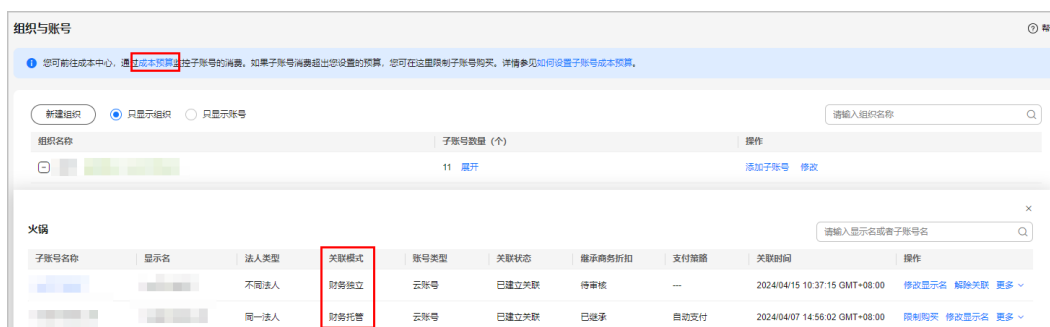 组织与账号
帮
您可前往成本中心，通过成本预算监控子账号的消费。如果子账号消费超出您设置的预算，您可在这里限制子账号购买。详情参见如何设置子账号成本预算。
新建组织 只显示组织 只显示账号 请输入组织名称
组织名称 子账号数量（个） 操作
11 展开 添加子账号 修改
×
火锅 请输入显示名或者子账号名
子账号名称 显示名 法人类型 关联模式 账号类型 关联状态 继承商务折扣 支付策略 关联时间 操作
不同法人 财务独立 云账号 已建立关联 待审核 --- 2024/04/15 10:37:15 GMT+08:00 修改显示名 解除关联 更多
同一法人 财务托管 云账号 已建立关联 已继承 自动支付 2024/04/07 14:56:02 GMT+08:00 限制购买 修改显示名 更多